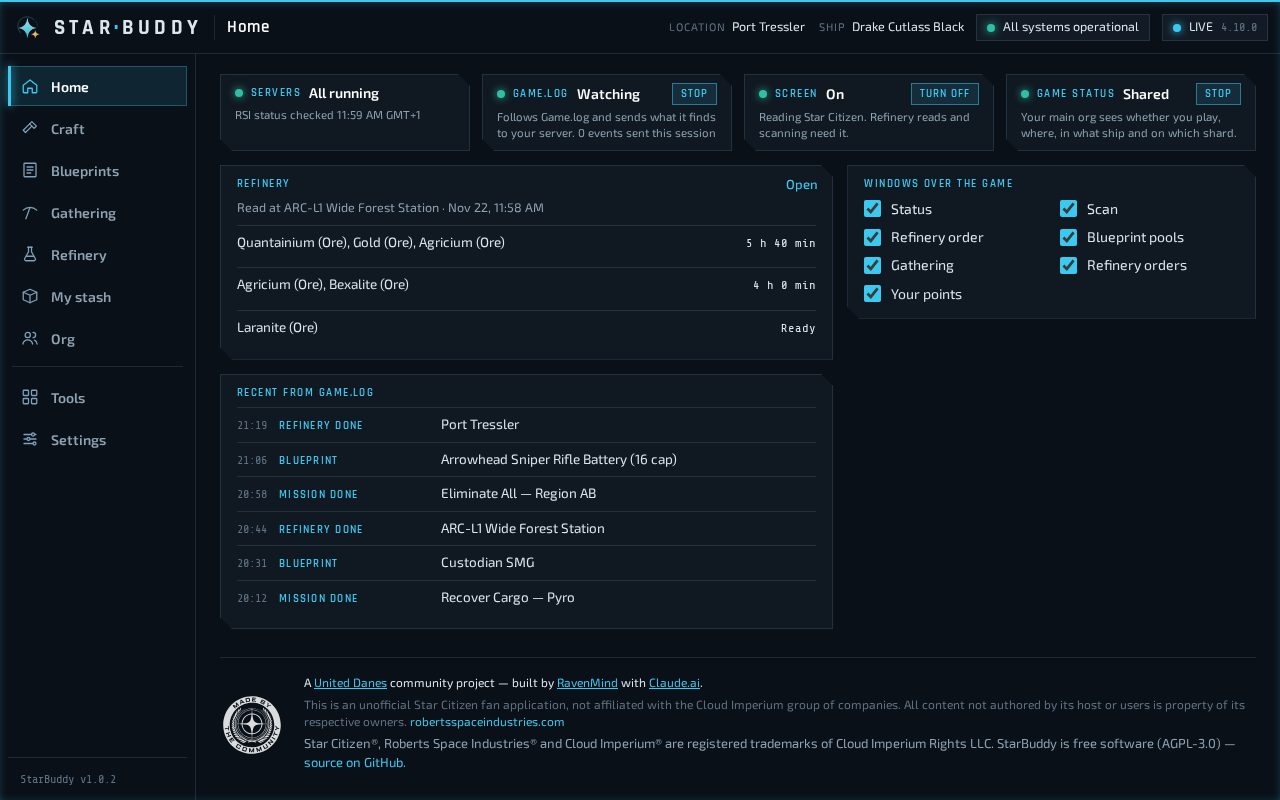 STAR·BUDDY
Home
LOCATION Port Tressler SHIP Drake Cutlass Black
All systems operational
LIVE 4.10.0
Home
Craft
Blueprints
Gathering
Refinery
My stash
Org
Tools
Settings
StarBuddy v1.0.2
SERVERS All running
RSI status checked 11:59 AM GMT+1
GAME.LOG Watching STOP
Follows Game.log and sends what it finds
to your server. 0 events sent this session
SCREEN On TURN OFF
Reading Star Citizen. Refinery reads and
scanning need it.
GAME STATUS Shared STOP
Your main org sees whether you play,
where, in what ship and on which shard.
REFINERY Open
Read at ARC-L1 Wide Forest Station · Nov 22, 11:58 AM
Quantainium (Ore), Gold (Ore), Agricium (Ore) 5 h 40 min
Agricium (Ore), Bexalite (Ore) 4 h 0 min
Laranite (Ore) Ready
WINDOWS OVER THE GAME
Status Scan
Refinery order Blueprint pools
Gathering Refinery orders
Your points
RECENT FROM GAME.LOG
21:19 REFINERY DONE Port Tressler
21:06 BLUEPRINT Arrowhead Sniper Rifle Battery (16 cap)
20:58 MISSION DONE Eliminate All — Region AB
20:44 REFINERY DONE ARC-L1 Wide Forest Station
20:31 BLUEPRINT Custodian SMG
20:12 MISSION DONE Recover Cargo — Pyro
MADE BY
THE COMMUNITY
A United Danes community project — built by RavenMind with Claude.ai.
This is an unofficial Star Citizen fan application, not affiliated with the Cloud Imperium group of companies. All content not authored by its host or users is property of its
respective owners. robertsspaceindustries.com
Star Citizen®, Roberts Space Industries® and Cloud Imperium® are registered trademarks of Cloud Imperium Rights LLC. StarBuddy is free software (AGPL-3.0) —
source on GitHub.